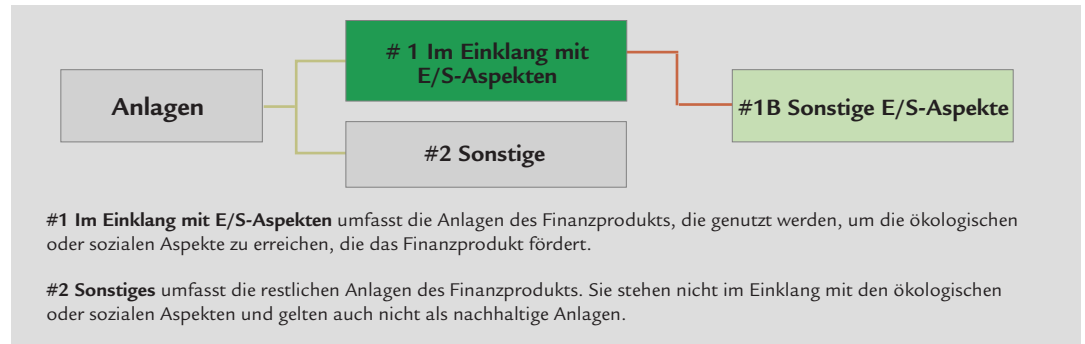 # 1 Im Einklang mit
E/S-Aspekten
Anlagen
#1B Sonstige E/S-Aspekte
#2 Sonstige
#1 Im Einklang mit E/S-Aspekten umfasst die Anlagen des Finanzprodukts, die genutzt werden, um die ökologischen
oder sozialen Aspekte zu erreichen, die das Finanzprodukt fördert.
#2 Sonstiges umfasst die restlichen Anlagen des Finanzprodukts. Sie stehen nicht im Einklang mit den ökologischen
oder sozialen Aspekten und gelten auch nicht als nachhaltige Anlagen.